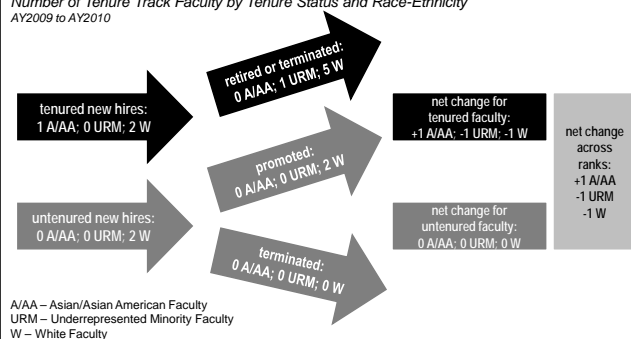 Number of Tenure Track Faculty by Tenure Status and Race-Ethnicity
AY2009 to AY2010
retired or terminated:
0 A/AA; 1 URM; 5 W
tenured new hires:
1 A/AA; 0 URM; 2 W
net change for
tenured faculty:
+1 A/AA; -1 URM; -1 W
net change
across
ranks:
+1 A/AA
-1 URM
-1 W
promoted:
0 A/AA; 0 URM; 2 W
untenured new hires:
0 A/AA; 0 URM; 2 W
net change for
untenured faculty:
0 A/AA; 0 URM; 0 W
terminated:
0 A/AA; 0 URM; 0 W
A/AA – Asian/Asian American Faculty
URM – Underrepresented Minority Faculty
W – White Faculty